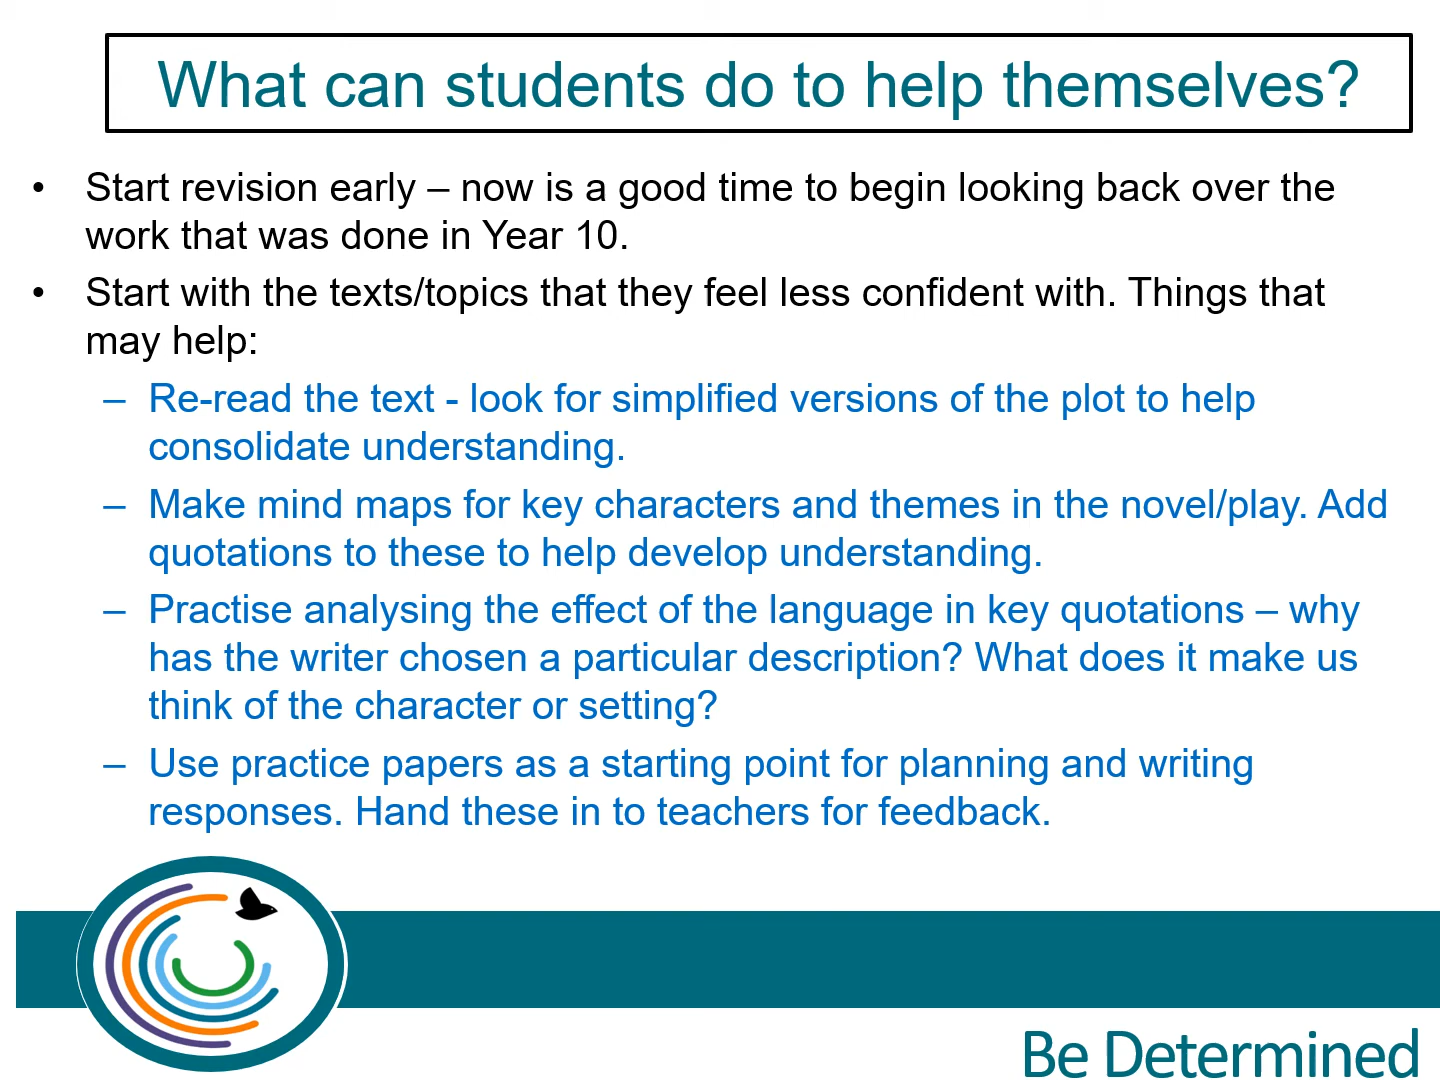 What can students do to help themselves?
• Start revision early – now is a good time to begin looking back over the
work that was done in Year 10.
• Start with the texts/topics that they feel less confident with. Things that
may help:
– Re-read the text - look for simplified versions of the plot to help
consolidate understanding.
– Make mind maps for key characters and themes in the novel/play. Add
quotations to these to help develop understanding.
– Practise analysing the effect of the language in key quotations – why
has the writer chosen a particular description? What does it make us
think of the character or setting?
– Use practice papers as a starting point for planning and writing
responses. Hand these in to teachers for feedback.
Be Determined